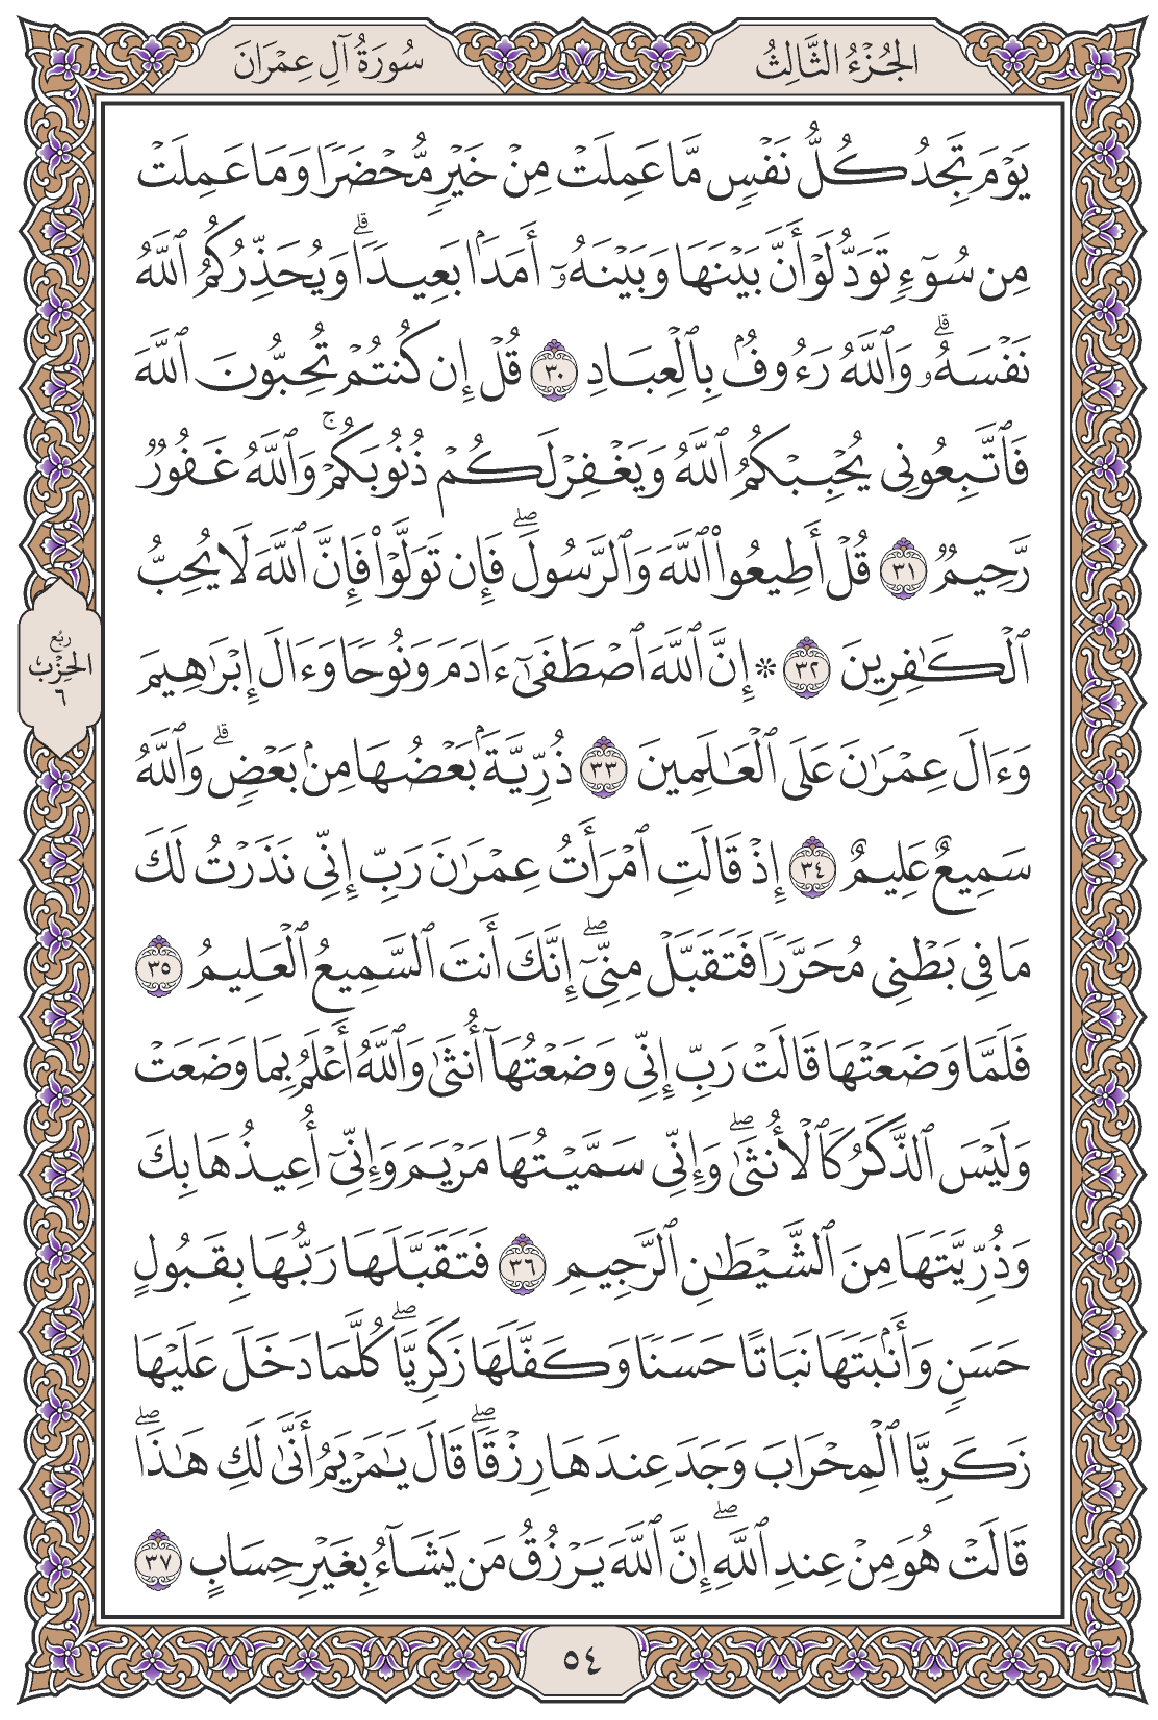 الجُزْءُ الثَّالِثُ
سُورَةُ آلِ عِمْرَانَ
يَوْمَ تَجِدُ كُلُّ نَفْسٖ مَّا عَمِلَتْ مِنْ خَيْرٖ مُّحْضَرٗا وَمَا عَمِلَتْ
مِن سُوٓءٖ تَوَدُّ لَوْ أَنَّ بَيْنَهَا وَبَيْنَهُۥٓ أَمَدَۢا بَعِيدٗاۗ وَيُحَذِّرُكُمُ ٱللَّهُ
نَفْسَهُۥۗ وَٱللَّهُ رَءُوفُۢ بِٱلْعِبَادِ ٣٠ قُلْ إِن كُنتُمْ تُحِبُّونَ ٱللَّهَ
فَٱتَّبِعُونِي يُحْبِبْكُمُ ٱللَّهُ وَيَغْفِرْ لَكُمْ ذُنُوبَكُمْۚ وَٱللَّهُ غَفُورٞ
رَّحِيمٞ ٣١ قُلْ أَطِيعُوا۟ ٱللَّهَ وَٱلرَّسُولَۖ فَإِن تَوَلَّوْا۟ فَإِنَّ ٱللَّهَ لَا يُحِبُّ
ٱلْكَٰفِرِينَ ٣٢ ۞ إِنَّ ٱللَّهَ ٱصْطَفَىٰٓ ءَادَمَ وَنُوحٗا وَءَالَ إِبْرَٰهِيمَ
وَءَالَ عِمْرَٰنَ عَلَى ٱلْعَٰلَمِينَ ٣٣ ذُرِّيَّةَۢ بَعْضُهَا مِنۢ بَعْضٖۗ وَٱللَّهُ
سَمِيعٌ عَلِيمٌ ٣٤ إِذْ قَالَتِ ٱمْرَأَتُ عِمْرَٰنَ رَبِّ إِنِّي نَذَرْتُ لَكَ
مَا فِي بَطْنِي مُحَرَّرٗا فَتَقَبَّلْ مِنِّيٓۖ إِنَّكَ أَنتَ ٱلسَّمِيعُ ٱلْعَلِيمُ ٣٥
فَلَمَّا وَضَعَتْهَا قَالَتْ رَبِّ إِنِّي وَضَعْتُهَآ أُنثَىٰ وَٱللَّهُ أَعْلَمُ بِمَا وَضَعَتْ
وَلَيْسَ ٱلذَّكَرُ كَٱلْأُنثَىٰۖ وَإِنِّي سَمَّيْتُهَا مَرْيَمَ وَإِنِّيٓ أُعِيذُهَا بِكَ
وَذُرِّيَّتَهَا مِنَ ٱلشَّيْطَٰنِ ٱلرَّجِيمِ ٣٦ فَتَقَبَّلَهَا رَبُّهَا بِقَبُولٍ
حَسَنٖ وَأَنۢبَتَهَا نَبَاتًا حَسَنٗا وَكَفَّلَهَا زَكَرِيَّاۖ كُلَّمَا دَخَلَ عَلَيْهَا
زَكَرِيَّا ٱلْمِحْرَابَ وَجَدَ عِندَهَا رِزْقٗاۖ قَالَ يَٰمَرْيَمُ أَنَّىٰ لَكِ هَٰذَاۖ
قَالَتْ هُوَ مِنْ عِندِ ٱللَّهِۖ إِنَّ ٱللَّهَ يَرْزُقُ مَن يَشَآءُ بِغَيْرِ حِسَابٍ ٣٧
رُبْع
الحِزْب
٦
٥٤